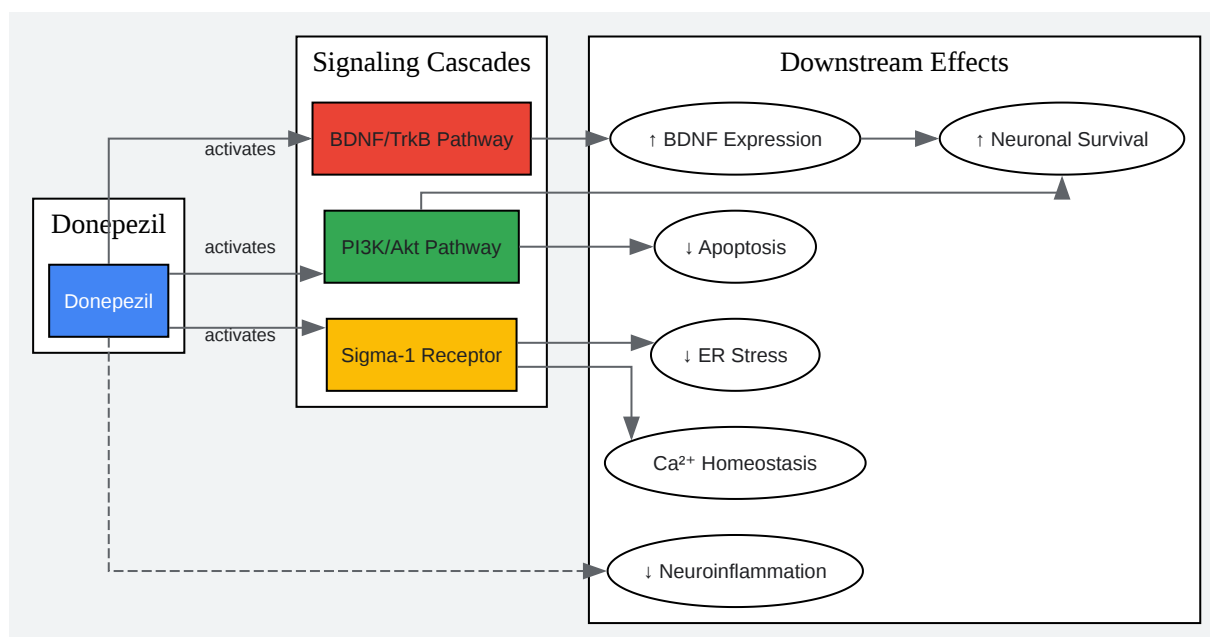 Signaling Cascades
Downstream Effects
BDNF/TrkB Pathway
↑ BDNF Expression
↑ Neuronal Survival
activates
Donepezil
PI3K/Akt Pathway
↓ Apoptosis
activates
Donepezil
activates
Sigma-1 Receptor
↓ ER Stress
Ca²⁺ Homeostasis
↓ Neuroinflammation